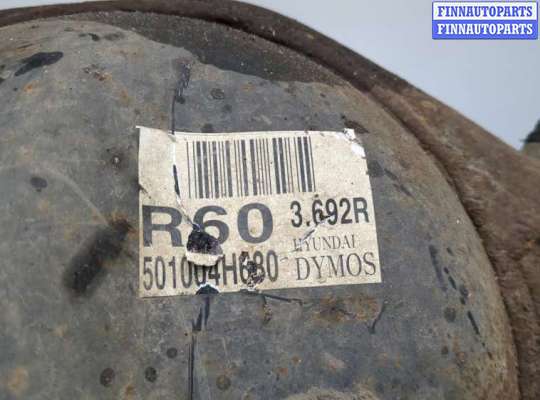 FINNAUTOPARTS
FINNAUTOPARTS
R60 3.692R
HYUNDAI
501004H680 DYMOS